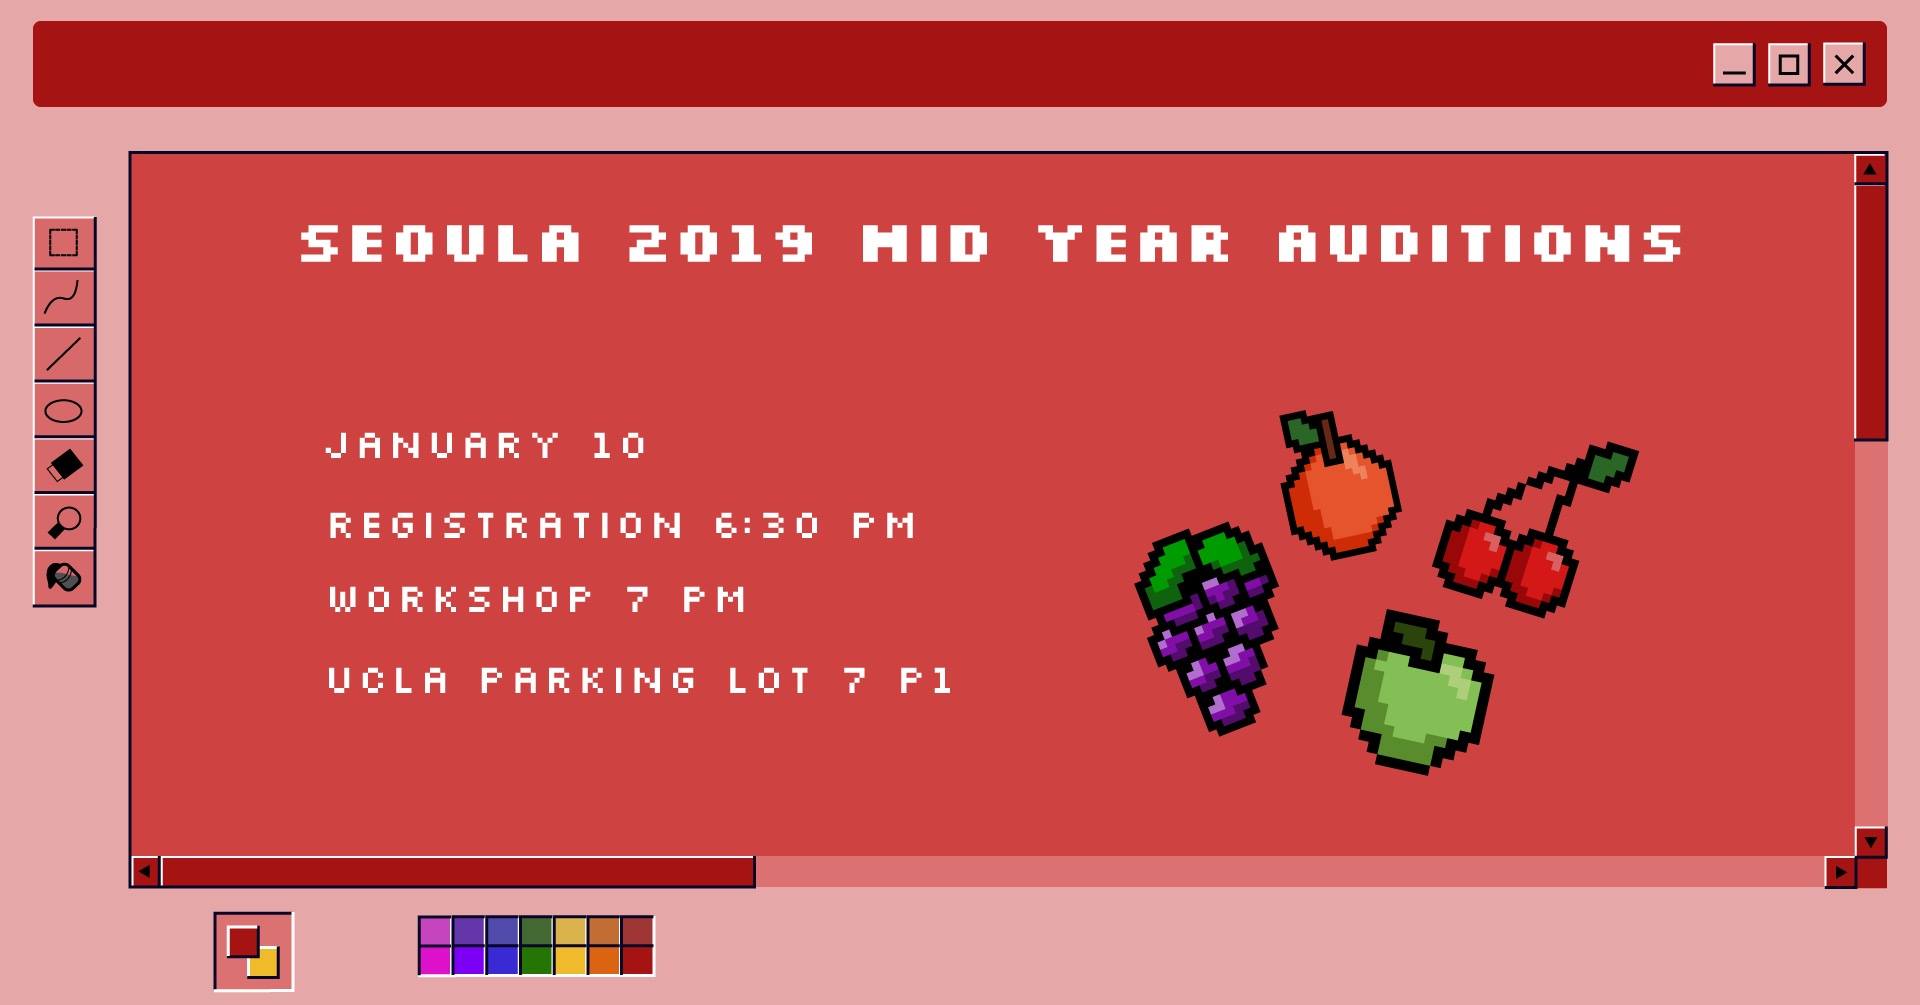 SEOULA 2019 MID YEAR AUDITIONS
JANUARY 10
REGISTRATION 6:30 PM
WORKSHOP 7 PM
UCLA PARKING LOT 7 P1